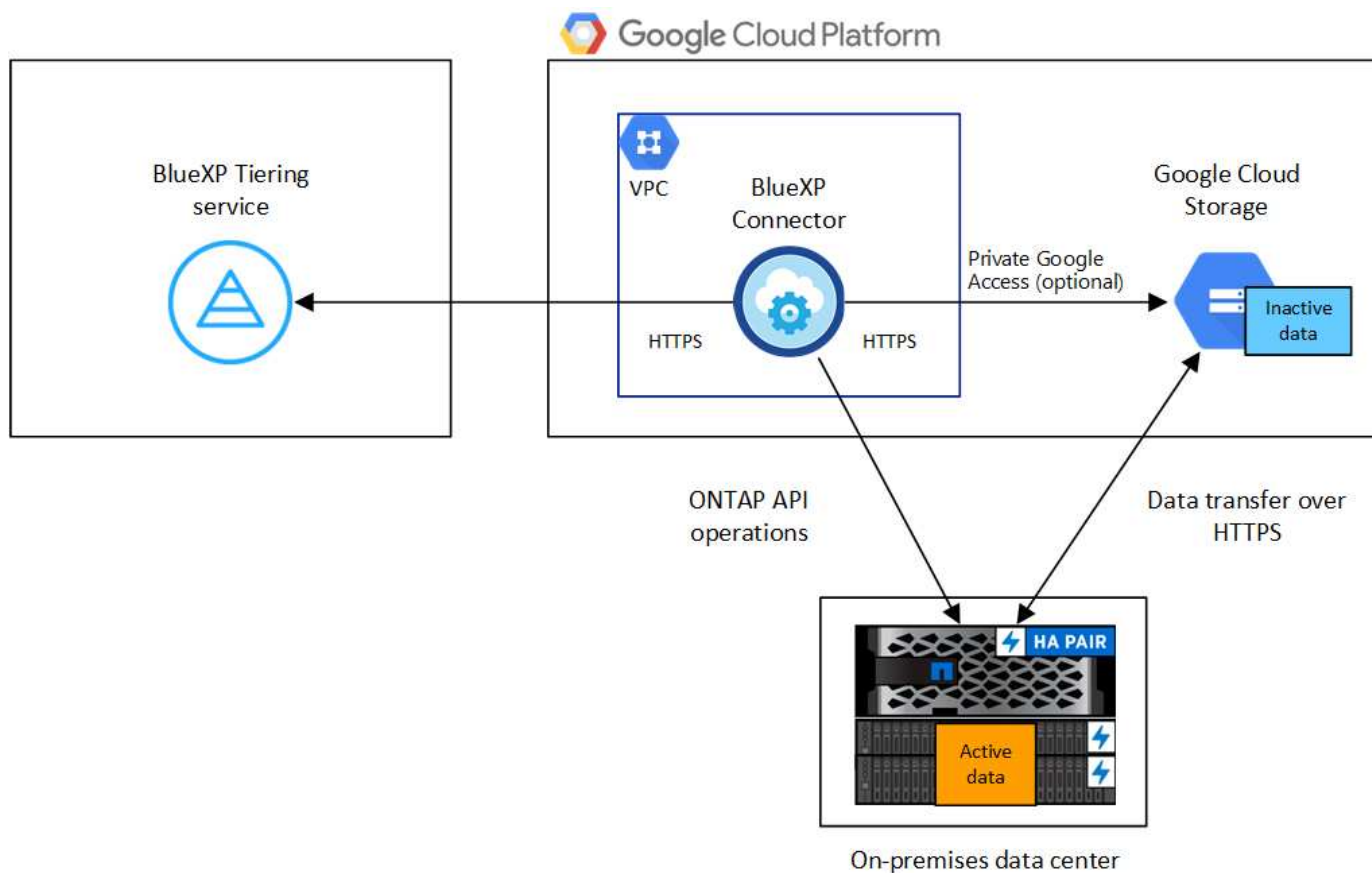 Google Cloud Platform
BlueXP Tiering
service
VPC
BlueXP
Connector
Google Cloud
Storage
Private Google
Access (optional)
HTTPS
HTTPS
Inactive
data
ONTAP API
operations
Data transfer over
HTTPS
HA PAIR
Active
data
On-premises data center